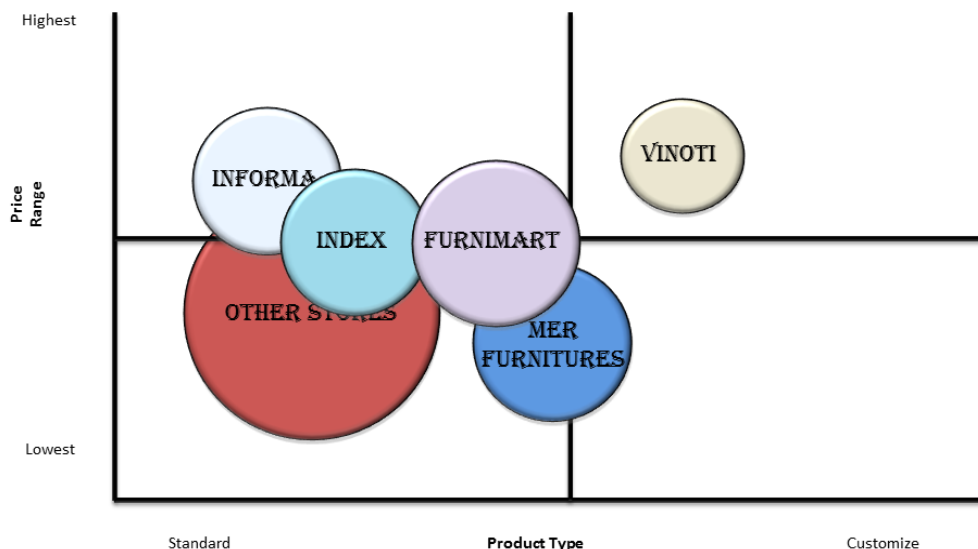 Highest
VINOTI
INFORMA
Price
Range
INDEX
FURNIMART
OTHER STORES
MER
FURNITURES
Lowest
Standard
Product Type
Customize